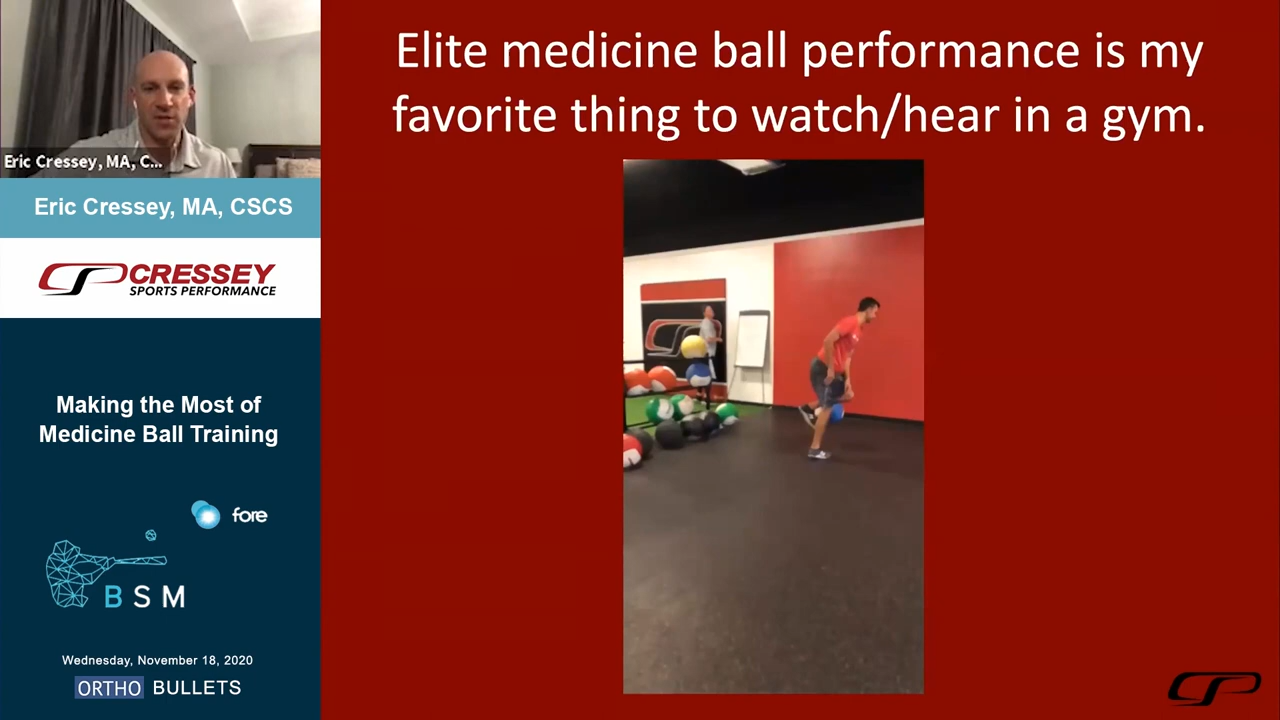 Elite medicine ball performance is my
favorite thing to watch/hear in a gym.
Eric Cressey, MA, C...
Eric Cressey, MA, CSCS
CRESSEY
SPORTS PERFORMANCE
Making the Most of
Medicine Ball Training
fore
BSM
Wednesday, November 18, 2020
ORTHO BULLETS